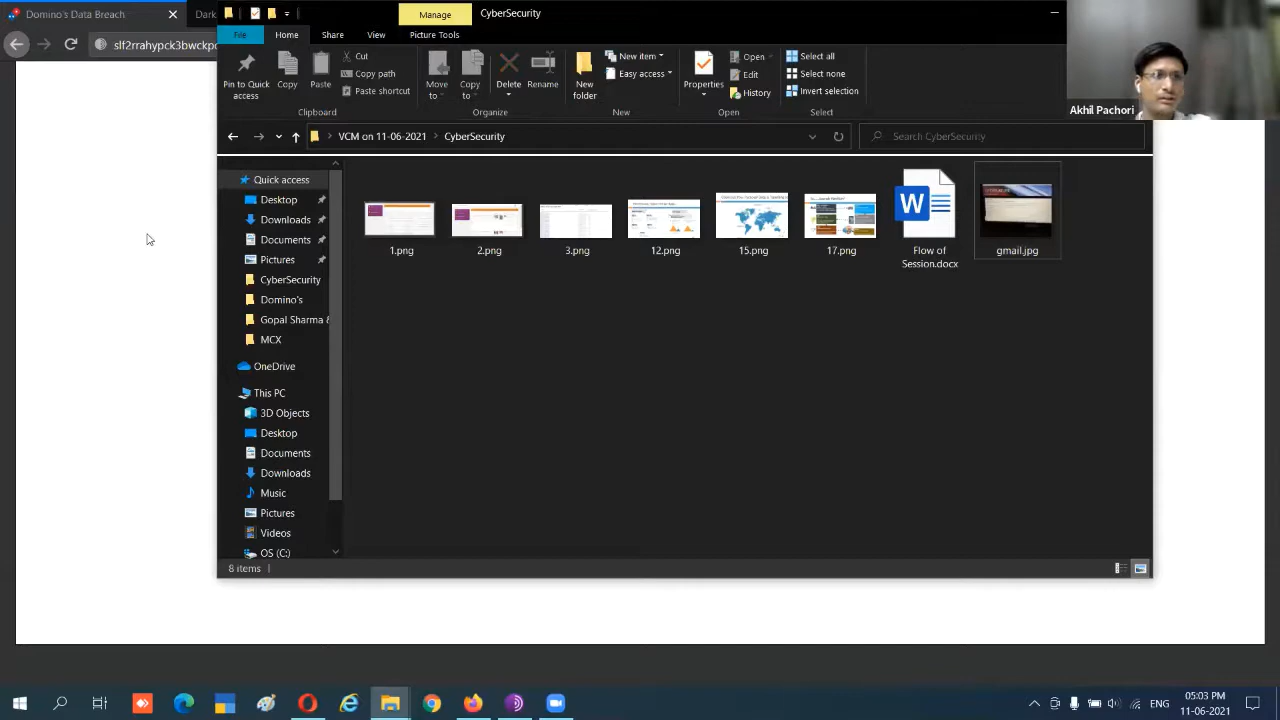 Domino's Data Breach
Dark
Manage
CyberSecurity
File
Home
Share
View
Picture Tools
slf2rrahypck3bwckpc
Pin to Quick access
Copy
Paste
Cut
Copy path
Paste shortcut
Clipboard
Move to
Copy to
Delete
Rename
Organize
New folder
New item
Easy access
New
Properties
Open
Edit
History
Open
Select all
Select none
Invert selection
Select
Akhil Pachori
VCM on 11-06-2021
CyberSecurity
Search CyberSecurity
Quick access
Desktop
Downloads
Documents
Pictures
CyberSecurity
Domino's
Gopal Sharma &
MCX
OneDrive
This PC
3D Objects
Desktop
Documents
Downloads
Music
Pictures
Videos
OS (C:)
1.png
2.png
3.png
12.png
15.png
17.png
Flow of
Session.docx
gmail.jpg
8 items
ENG
05:03 PM
11-06-2021